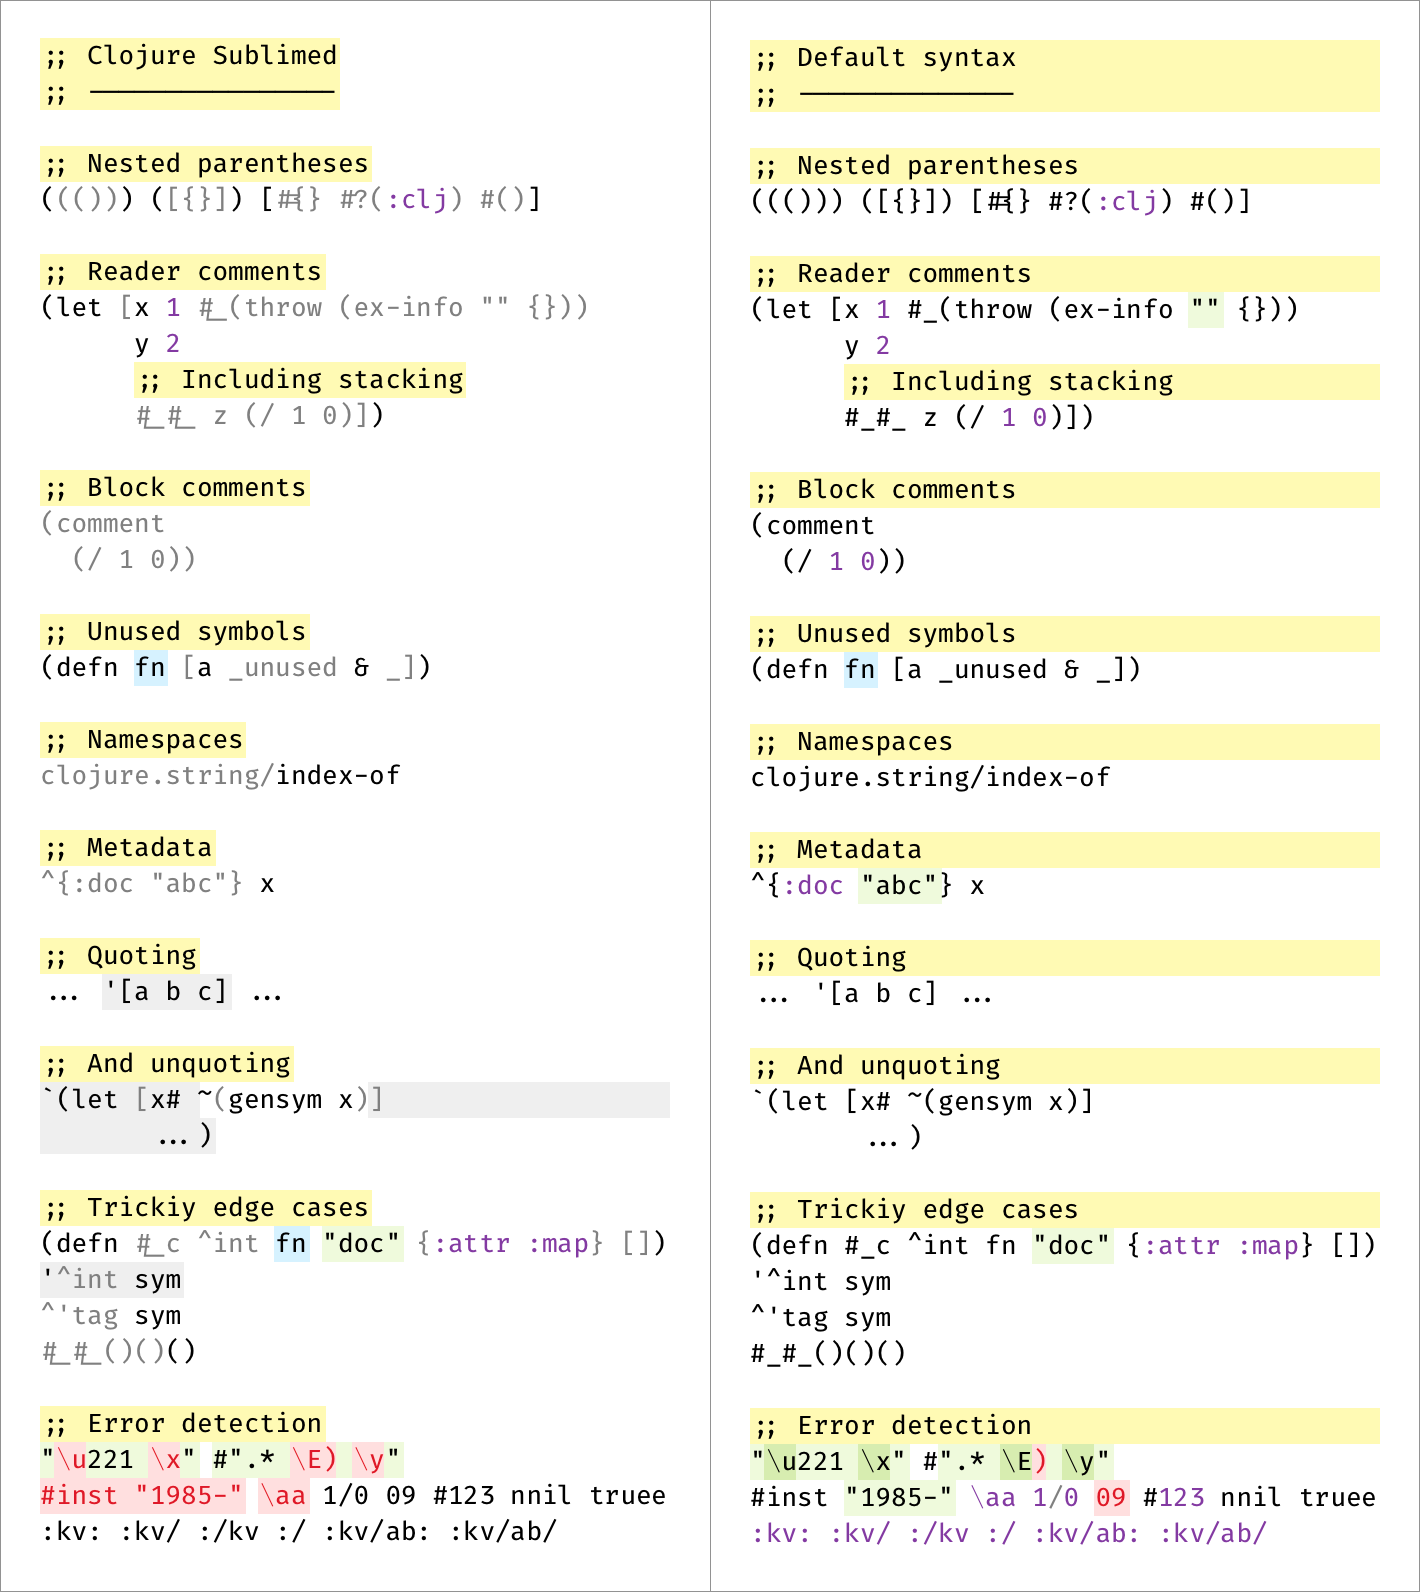 ;; Clojure Sublimed
;; ----------------
;; Nested parentheses
(((()))) ([{}]) [#{} #?(:clj) #()]
;; Reader comments
(let [x 1 #_(throw (ex-info "" {}))
      y 2
      ;; Including stacking
      #_#_ z (/ 1 0)])
;; Block comments
(comment
  (/ 1 0))
;; Unused symbols
(defn fn [a _unused & _])
;; Namespaces
clojure.string/index-of
;; Metadata
^{:doc "abc"} x
;; Quoting
... '[a b c] ...
;; And unquoting
`(let [x# ~(gensym x)]
       ...)
;; Trickiy edge cases
(defn #_c ^int fn "doc" {:attr :map} [])
'^int sym
^'tag sym
#_#_()()()
;; Error detection
"\u221 \x" #".* \E) \y"
#inst "1985-" \aa 1/0 09 #123 nnil truee
:kv: :kv/ :/kv :/ :kv/ab: :kv/ab/
;; Default syntax
;; --------------
;; Nested parentheses
(((()))) ([{}]) [#{} #?(:clj) #()]
;; Reader comments
(let [x 1 #_(throw (ex-info "" {}))
      y 2
      ;; Including stacking
      #_#_ z (/ 1 0)])
;; Block comments
(comment
  (/ 1 0))
;; Unused symbols
(defn fn [a _unused & _])
;; Namespaces
clojure.string/index-of
;; Metadata
^{:doc "abc"} x
;; Quoting
... '[a b c] ...
;; And unquoting
`(let [x# ~(gensym x)]
       ...)
;; Trickiy edge cases
(defn #_c ^int fn "doc" {:attr :map} [])
'^int sym
^'tag sym
#_#_()()()
;; Error detection
"\u221 \x" #".* \E) \y"
#inst "1985-" \aa 1/0 09 #123 nnil truee
:kv: :kv/ :/kv :/ :kv/ab: :kv/ab/